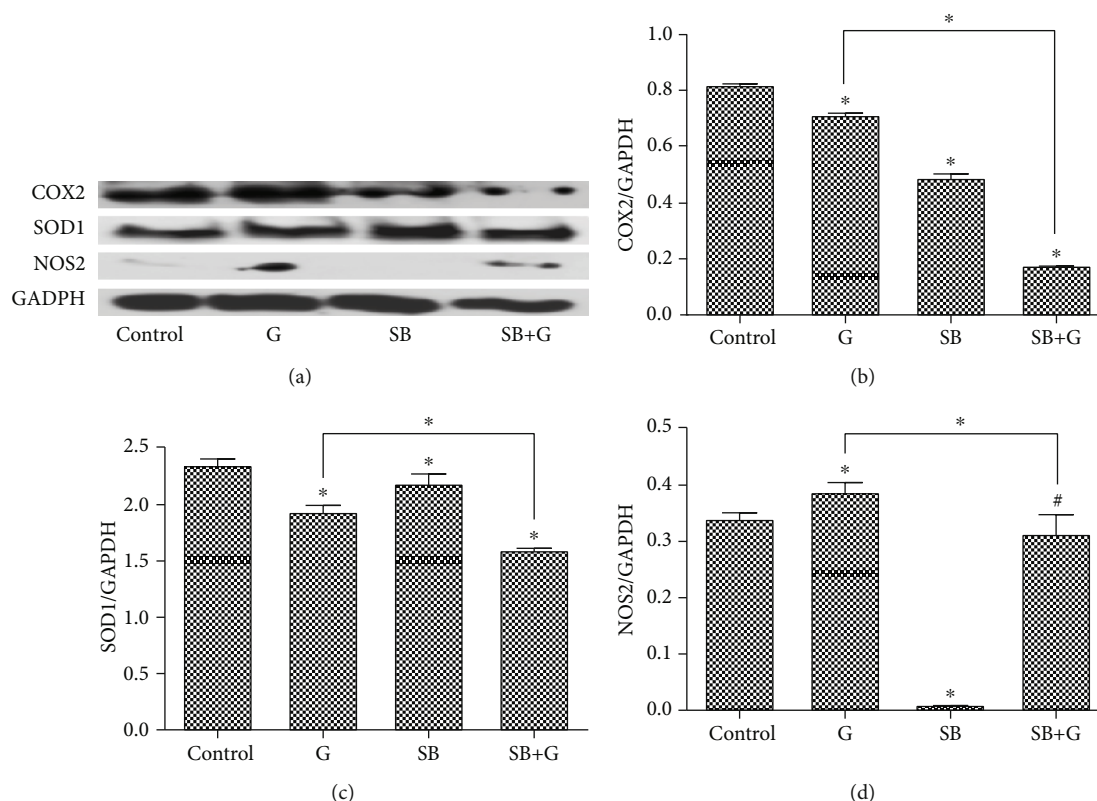 COX2
SOD1
NOS2
GADPH
Control G SB SB+G
(a)
*
1.0
0.8
0.6
0.4
0.2
0.0
COX2/GAPDH
*
*
*
Control G SB SB+G
(b)
*
2.5
2.0
1.5
1.0
0.5
0.0
SOD1/GAPDH
*
*
*
Control G SB SB+G
(c)
*
0.5
0.4
0.3
0.2
0.1
0.0
NOS2/GAPDH
*
*
#
Control G SB SB+G
(d)